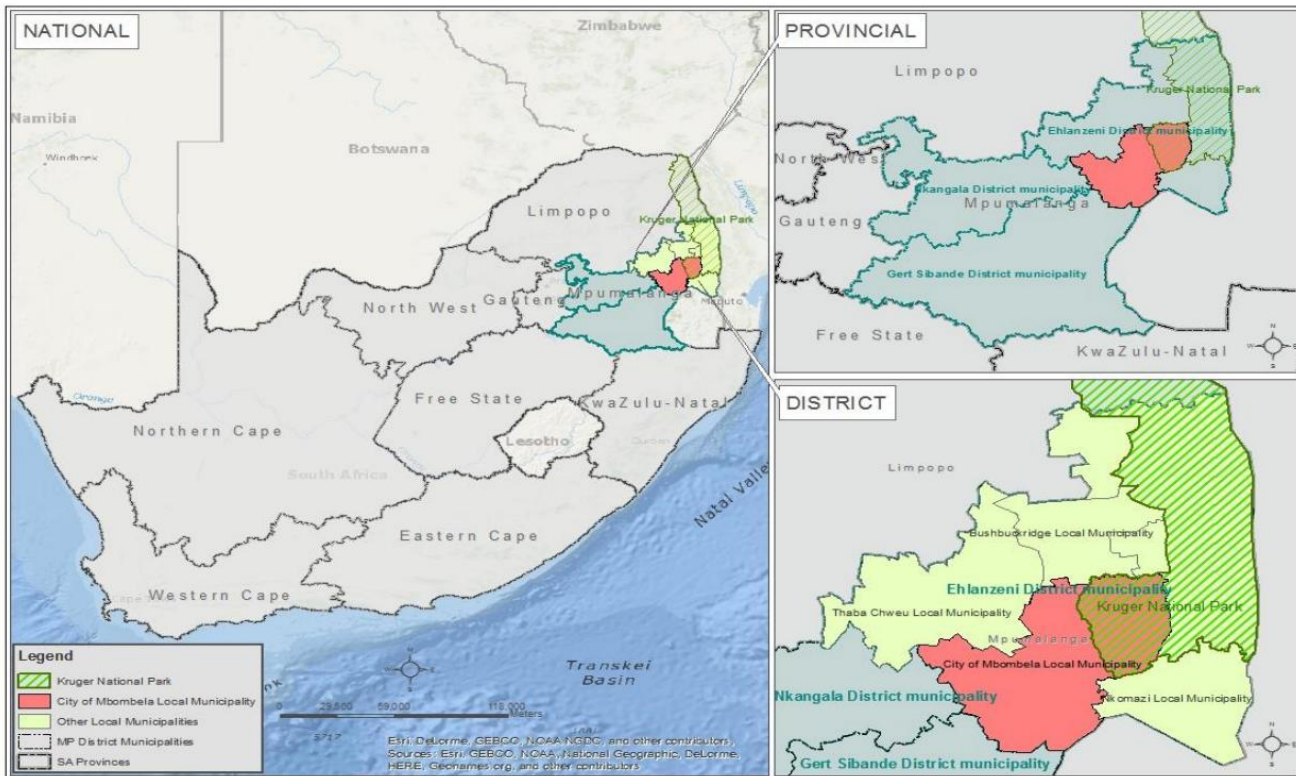 NATIONAL
Zimbabwe
Namibia
Windhoek
Botswana
Limpopo
Limpopo
Kruger National Park
North West
Gauteng
Mpumalanga
Maputo
Free State
KwaZulu-Natal
Lesotho
Durban
Orange
Northern Cape
South Africa
Eastern Cape
Western Cape
Natal Valley
Transkei
Basin
Legend
Kruger National Park
City of Mbombela Local Municipality
Other Local Municipalities
MP District Municipalities
SA Provinces
N
W E
S
0 29,500 59,000 118,000
Meters
5717
Esri, DeLorme, GEBCO, NOAA NGDC, and other contributors,
Sources: Esri, GEBCO, NOAA, National Geographic, DeLorme,
HERE, Geonames.org, and other contributors
PROVINCIAL
Limpopo
Kruger National Park
Ehlanzeni District municipality
North Wes
Nkangala District municipality
Mpumalanga
Gauteng
Gert Sibande District municipality
Free State
KwaZulu-Natal
N
W E
S
DISTRICT
Limpopo
Bushbuckridge Local Municipality
Ehlanzeni District municipality
Kruger National Park
Thaba Chweu Local Municipality
Mpumalanga
City of Mbombela Local Municipality
Nkangala District municipality
Nkomazi Local Municipality
Gert Sibande District municipality
N
W E
S